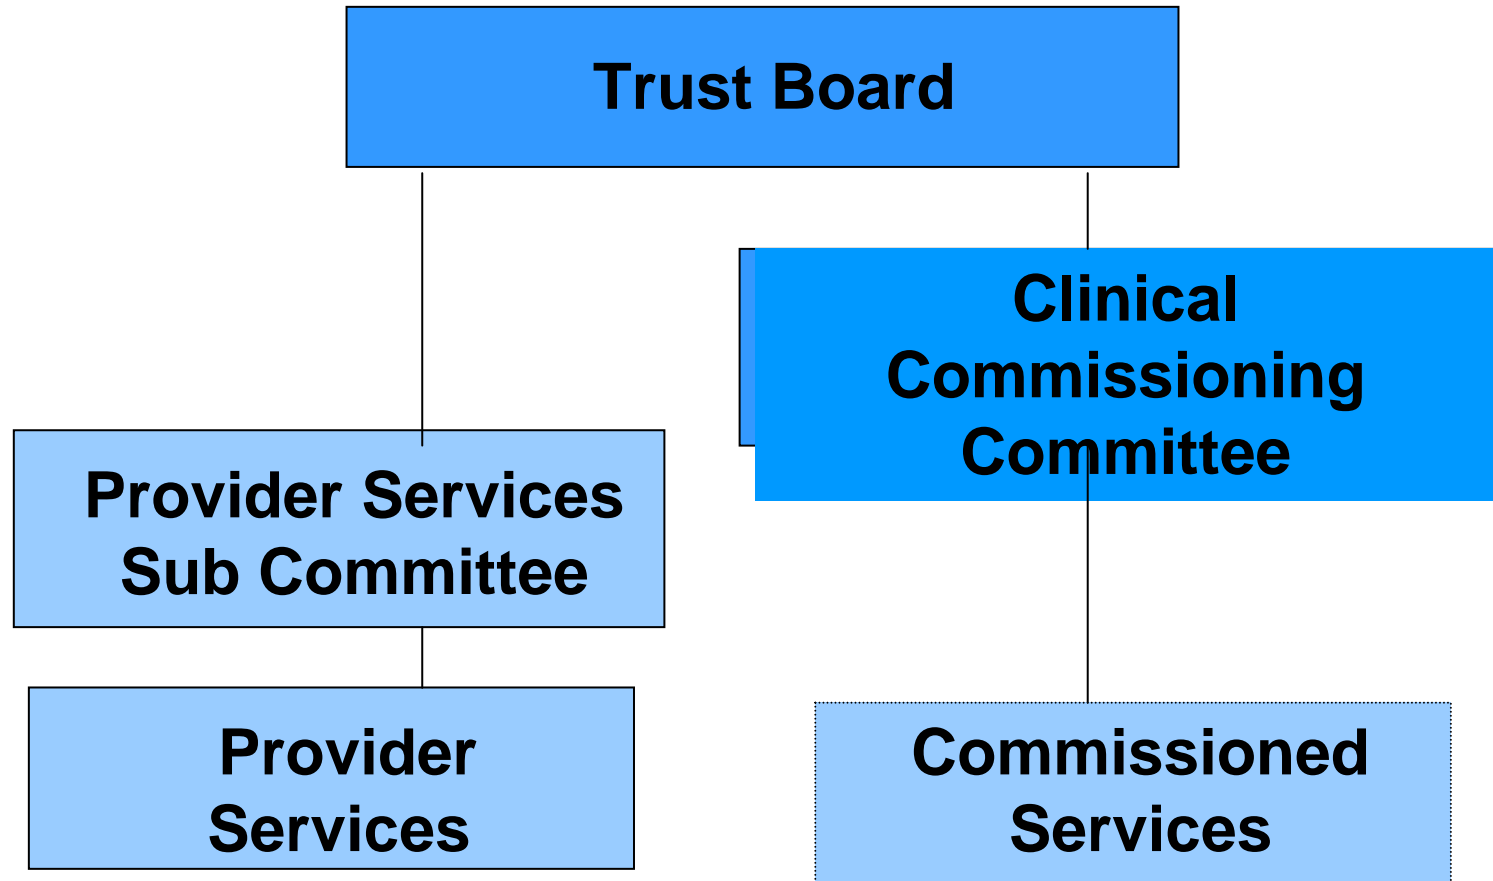 Trust Board
Clinical
Commissioning
Committee
Provider Services
Sub Committee
Provider
Services
Commissioned
Services